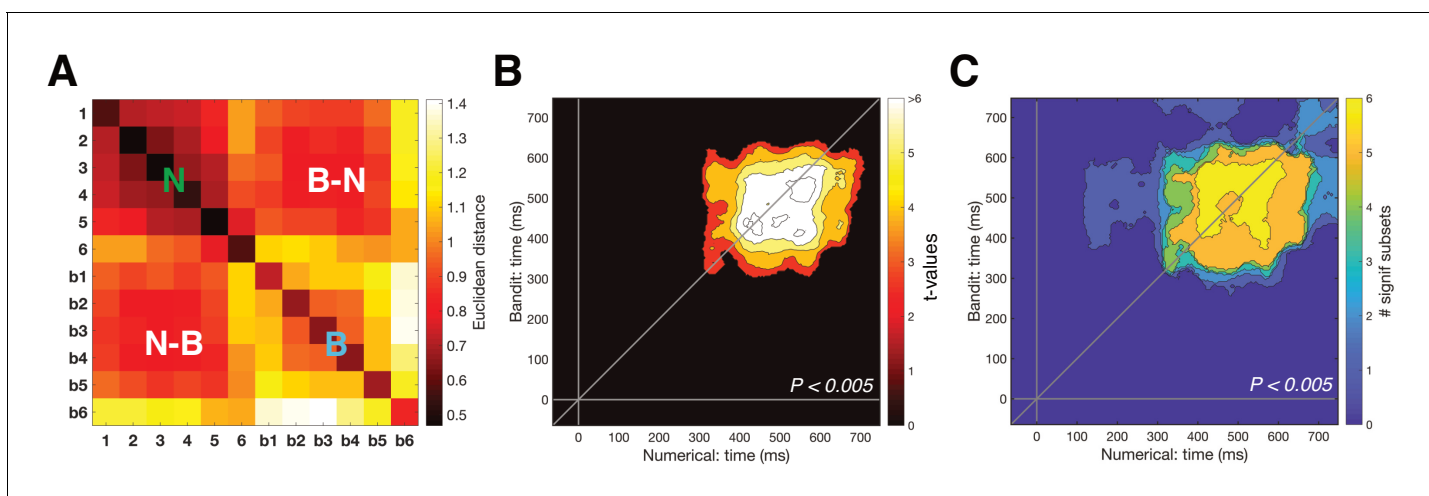 A
1
2
3
4
5
6
b1
b2
b3
b4
b5
b6
1 2 3 4 5 6 b1 b2 b3 b4 b5 b6
N
B-N
N-B
B
1.4
1.3
1.2
1.1
1
0.9
0.8
0.7
0.6
0.5
Euclidean distance
B
Bandit: time (ms)
700
600
500
400
300
200
100
0
0 100 200 300 400 500 600 700
Numerical: time (ms)
P < 0.005
>6
5
4
3
2
1
0
t-values
C
Bandit: time (ms)
700
600
500
400
300
200
100
0
0 100 200 300 400 500 600 700
Numerical: time (ms)
P < 0.005
6
5
4
3
2
1
0
# signif subsets